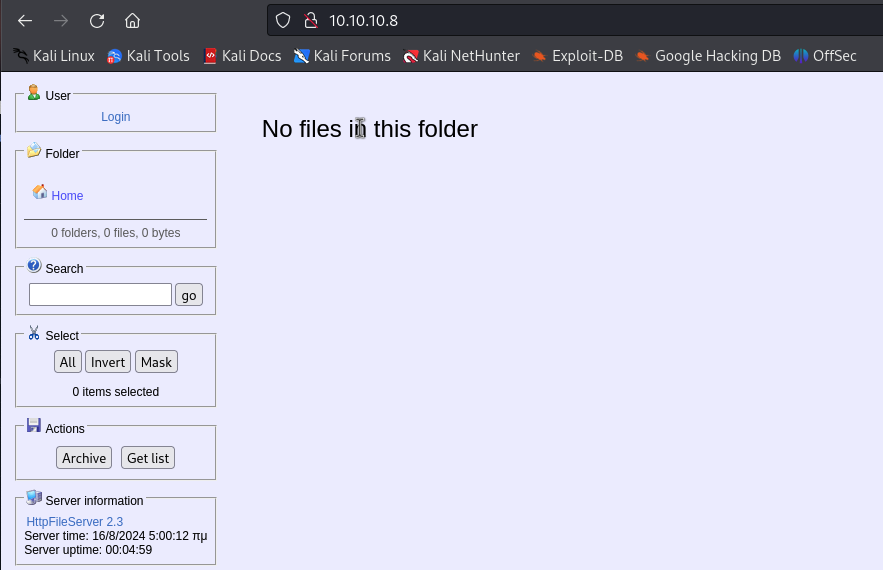 10.10.10.8
Kali Linux Kali Tools Kali Docs Kali Forums Kali NetHunter Exploit-DB Google Hacking DB OffSec
User
Login
Folder
Home
0 folders, 0 files, 0 bytes
Search
go
Select
All Invert Mask
0 items selected
Actions
Archive Get list
Server information
HttpFileServer 2.3
Server time: 16/8/2024 5:00:12 πμ
Server uptime: 00:04:59
No files in this folder